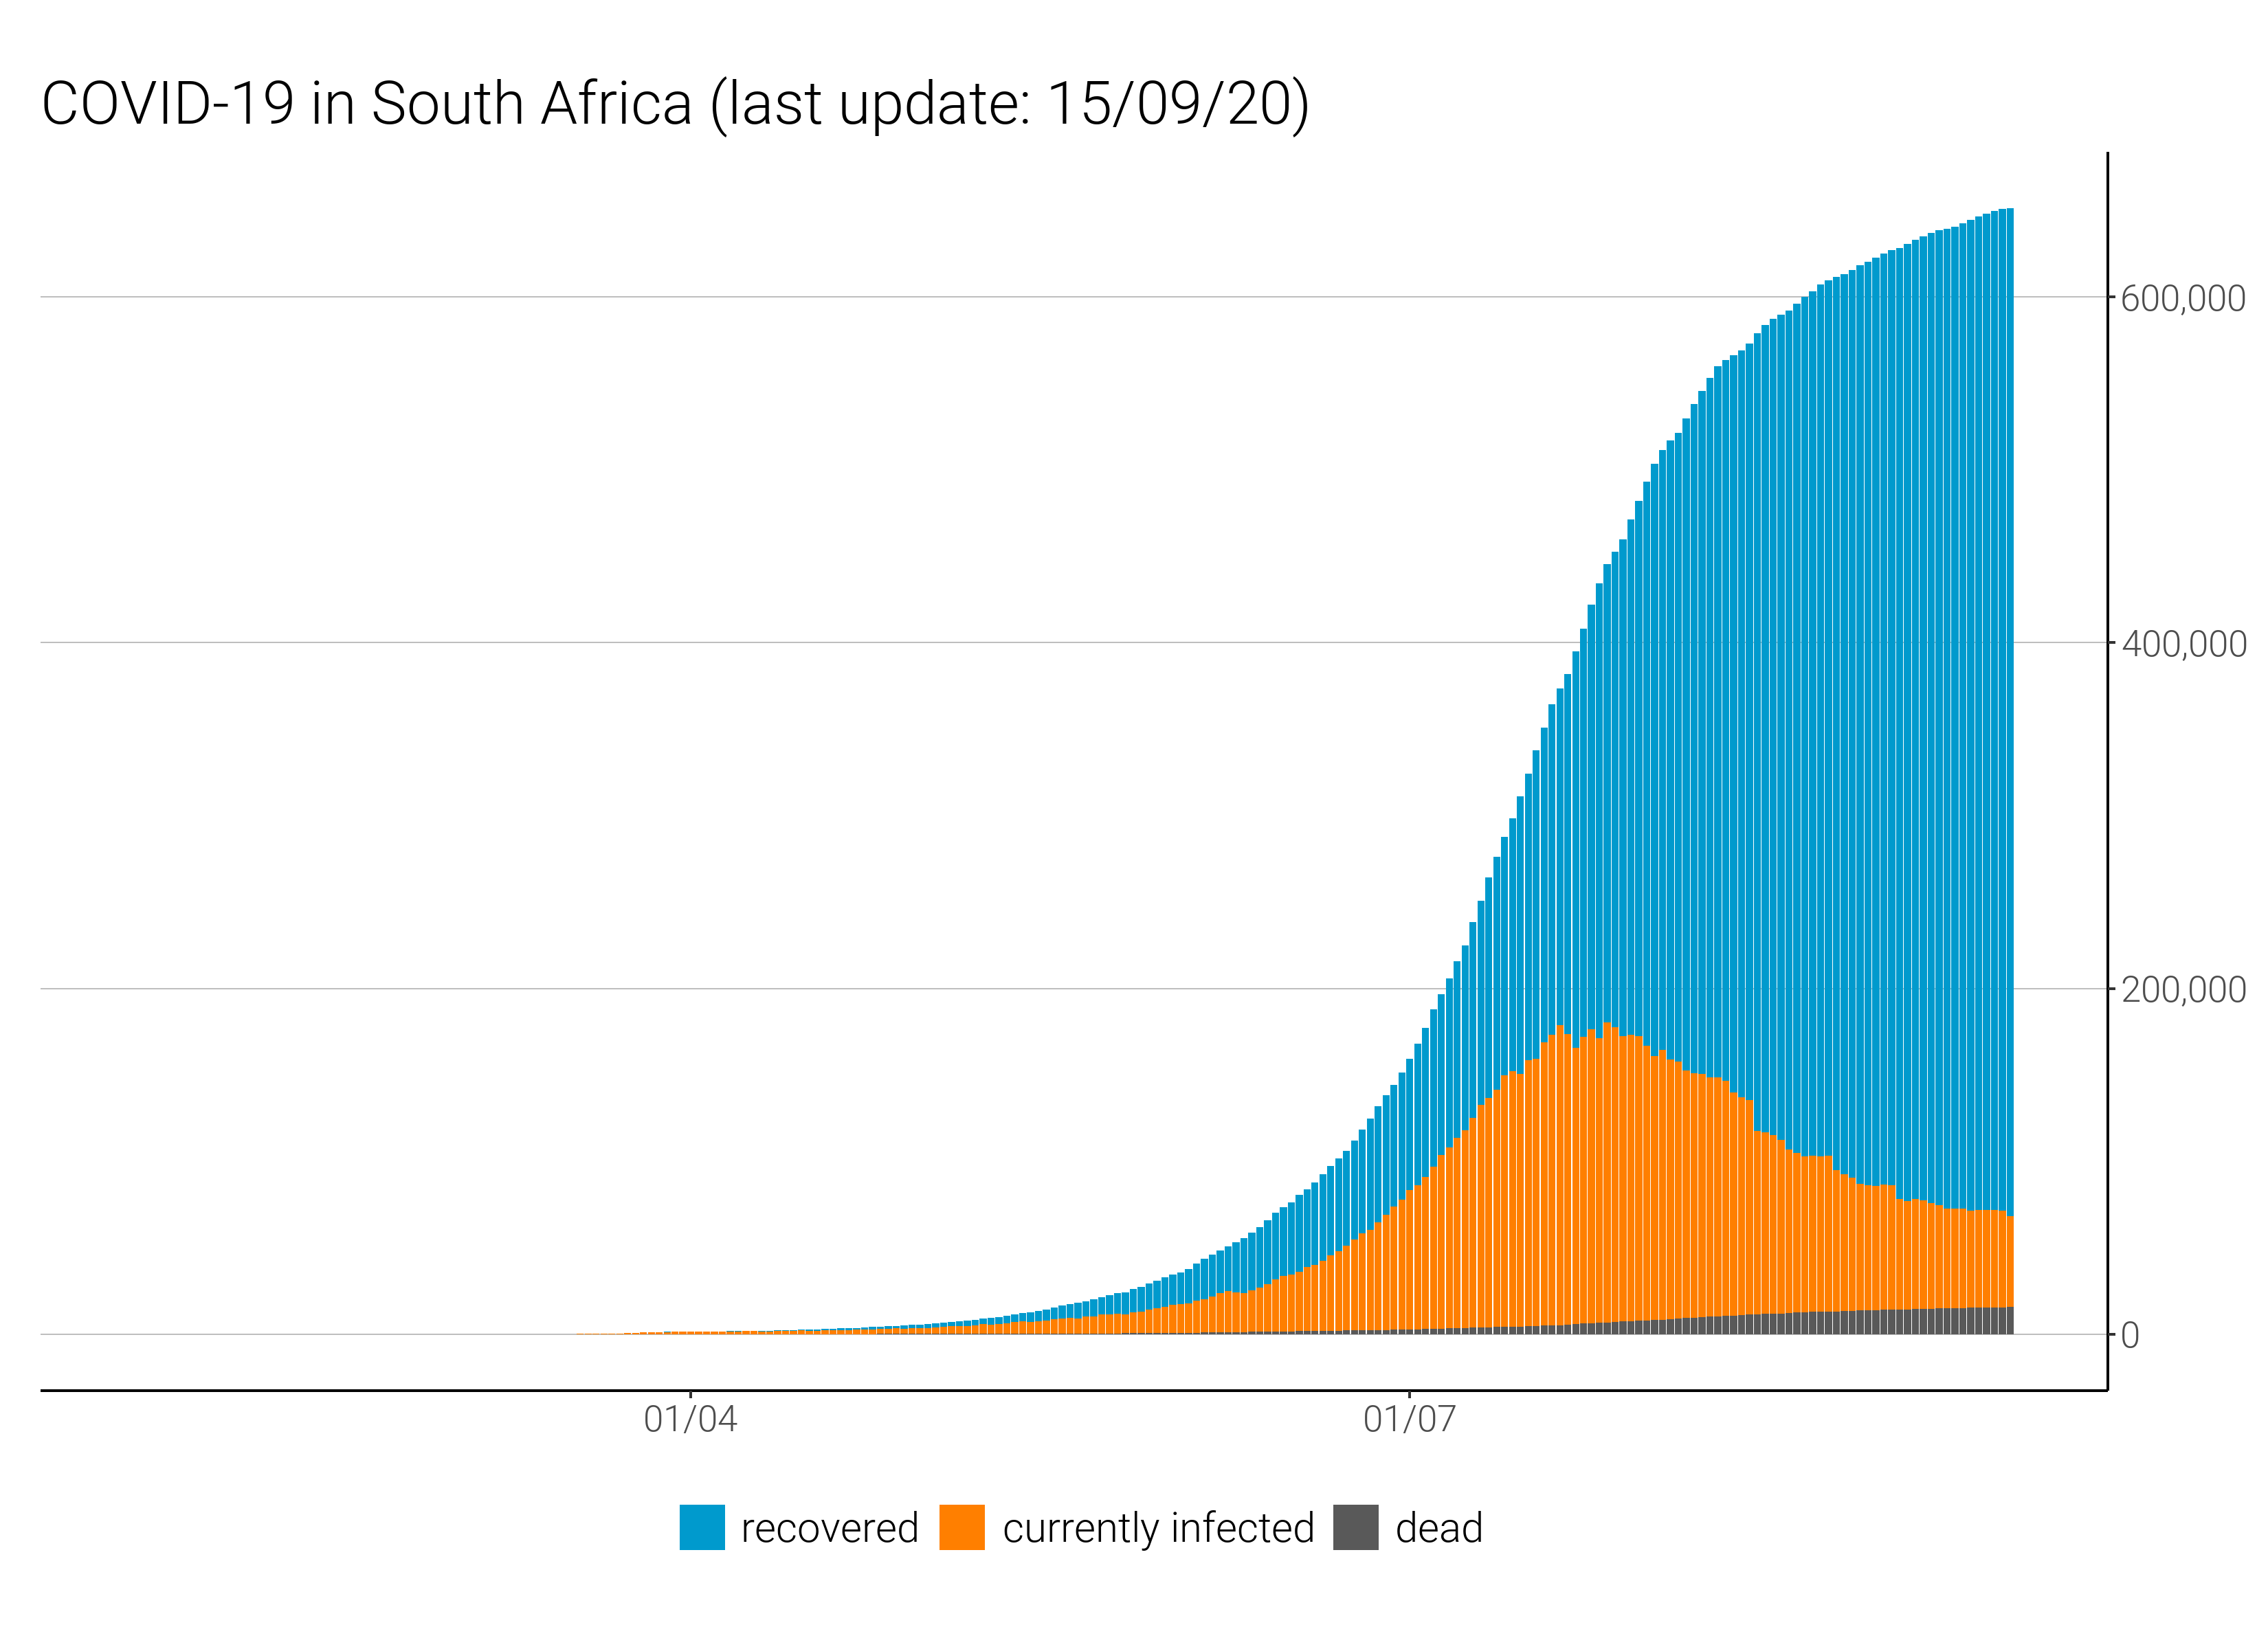 COVID-19 in South Africa (last update: 15/09/20)
600,000
400,000
200,000
0
01/04 01/07
recovered currently infected dead